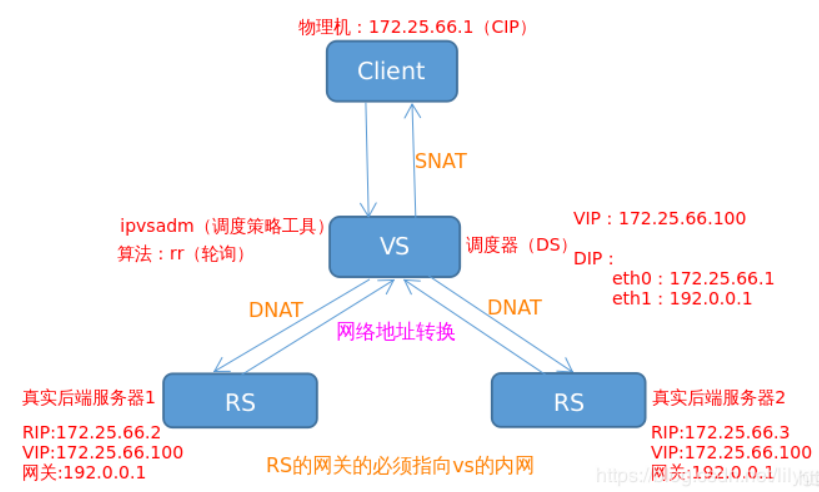 物理机：172.25.66.1（CIP）
Client
SNAT
ipvsadm（调度策略工具）
算法：rr（轮询）
VS
调度器（DS）
VIP：172.25.66.100
DIP：
eth0：172.25.66.1
eth1：192.0.0.1
DNAT
DNAT
网络地址转换
真实后端服务器1
RS
RS
真实后端服务器2
RIP:172.25.66.2
VIP:172.25.66.100
网关:192.0.0.1
RIP:172.25.66.3
VIP:172.25.66.100
网关:192.0.0.1
RS的网关的必须指向vs的内网